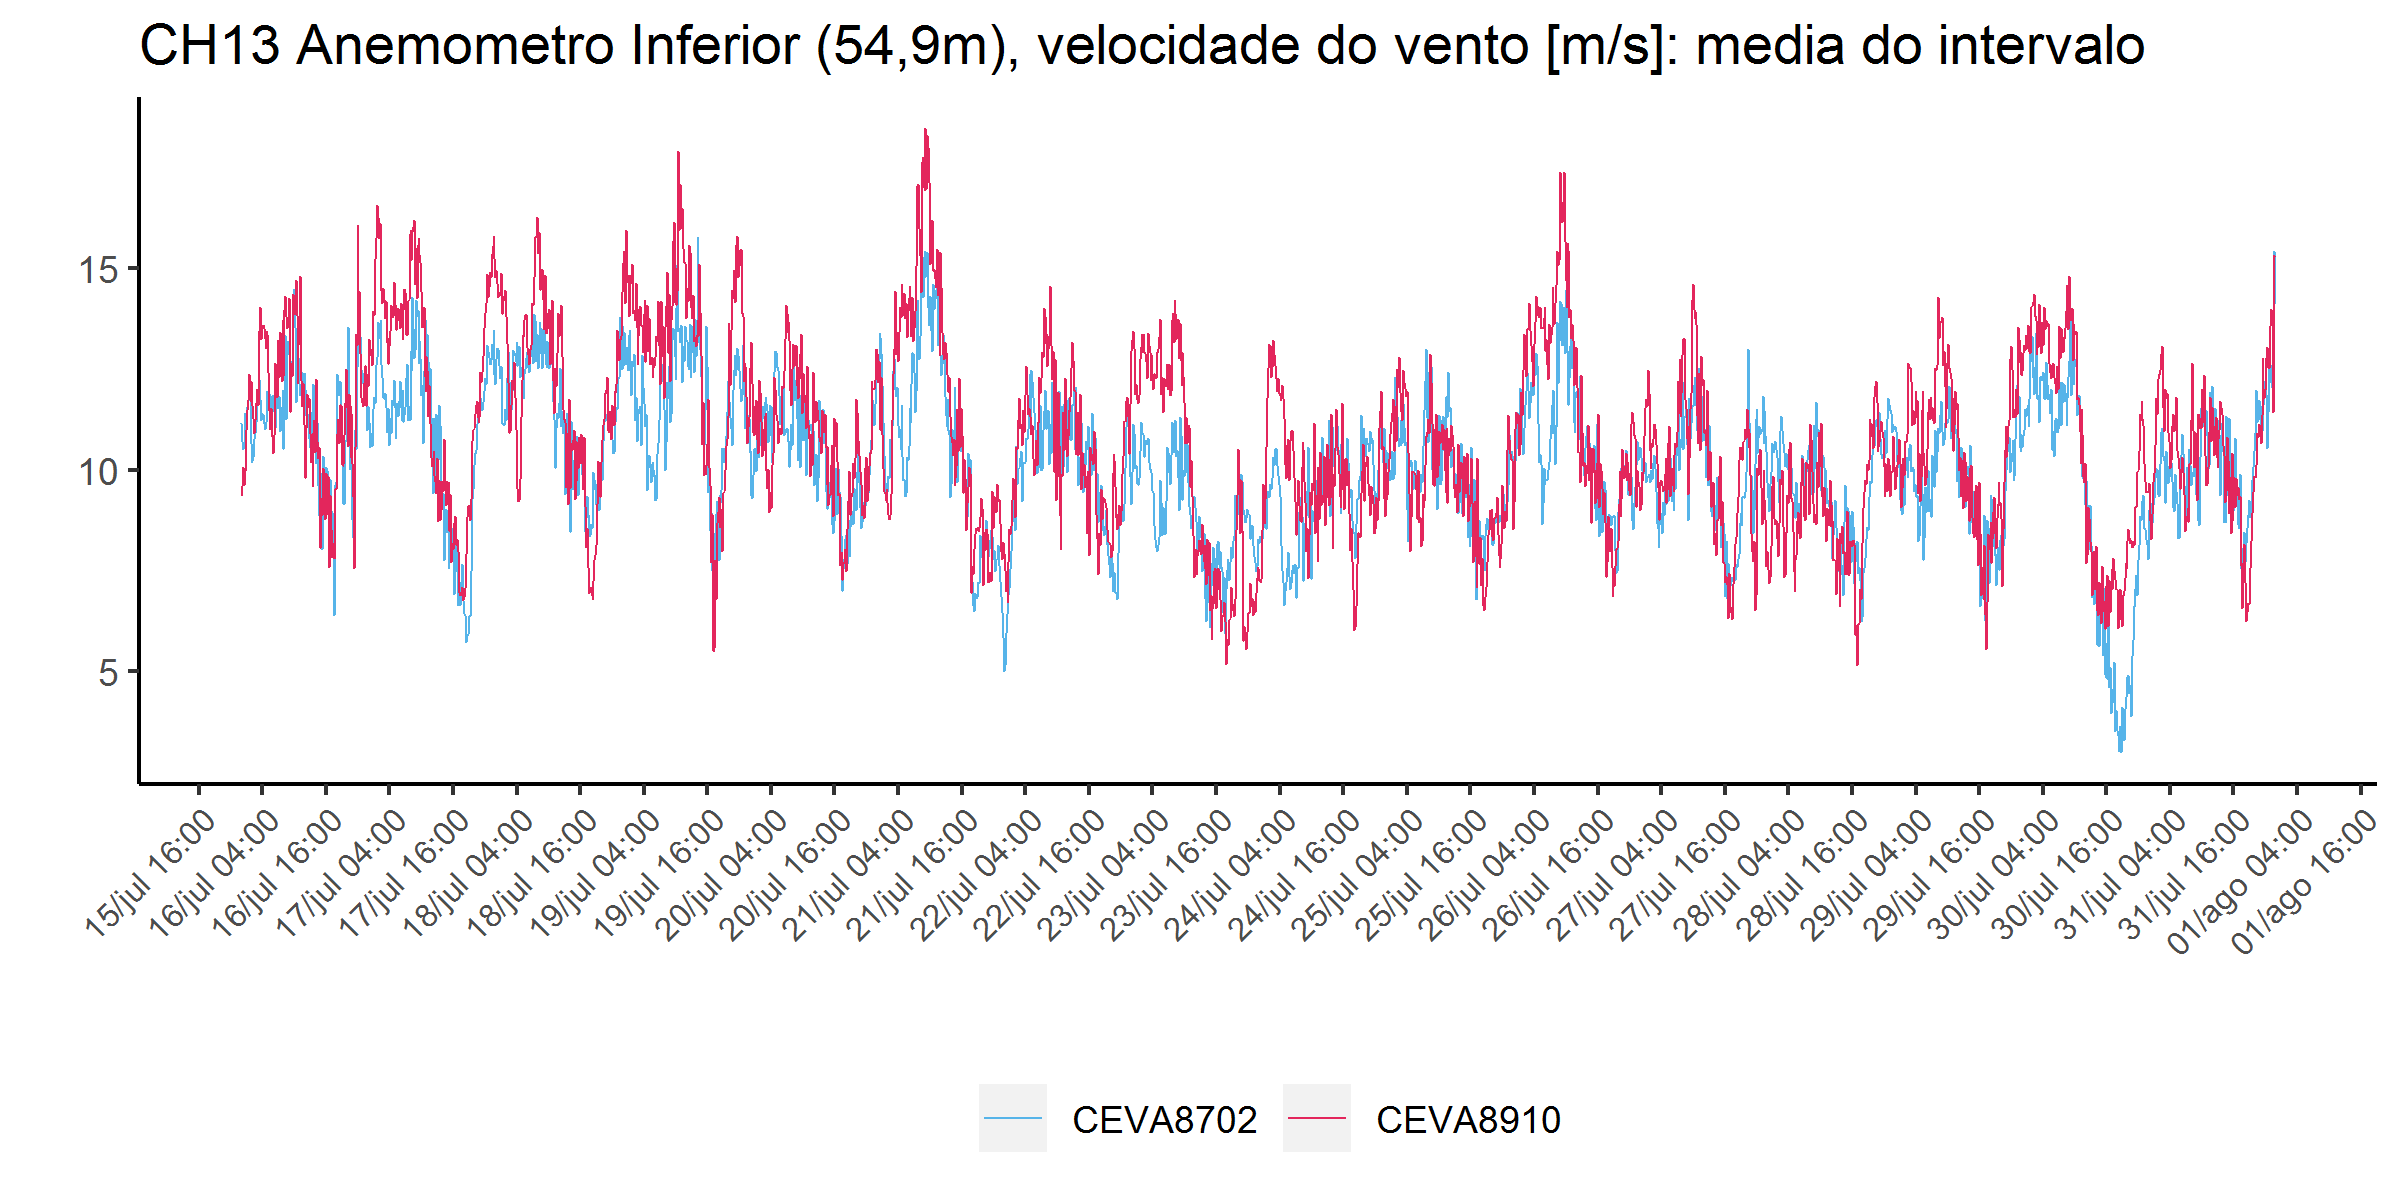 CH13 Anemometro Inferior (54,9m), velocidade do vento [m/s]: media do intervalo
15
10
5
15/jul 16:00
16/jul 04:00
16/jul 16:00
17/jul 04:00
17/jul 16:00
18/jul 04:00
18/jul 16:00
19/jul 04:00
19/jul 16:00
20/jul 04:00
20/jul 16:00
21/jul 04:00
21/jul 16:00
22/jul 04:00
22/jul 16:00
23/jul 04:00
23/jul 16:00
24/jul 04:00
24/jul 16:00
25/jul 04:00
25/jul 16:00
26/jul 04:00
26/jul 16:00
27/jul 04:00
27/jul 16:00
28/jul 04:00
28/jul 16:00
29/jul 04:00
29/jul 16:00
30/jul 04:00
30/jul 16:00
31/jul 04:00
31/jul 16:00
01/ago 04:00
01/ago 16:00
CEVA8702
CEVA8910